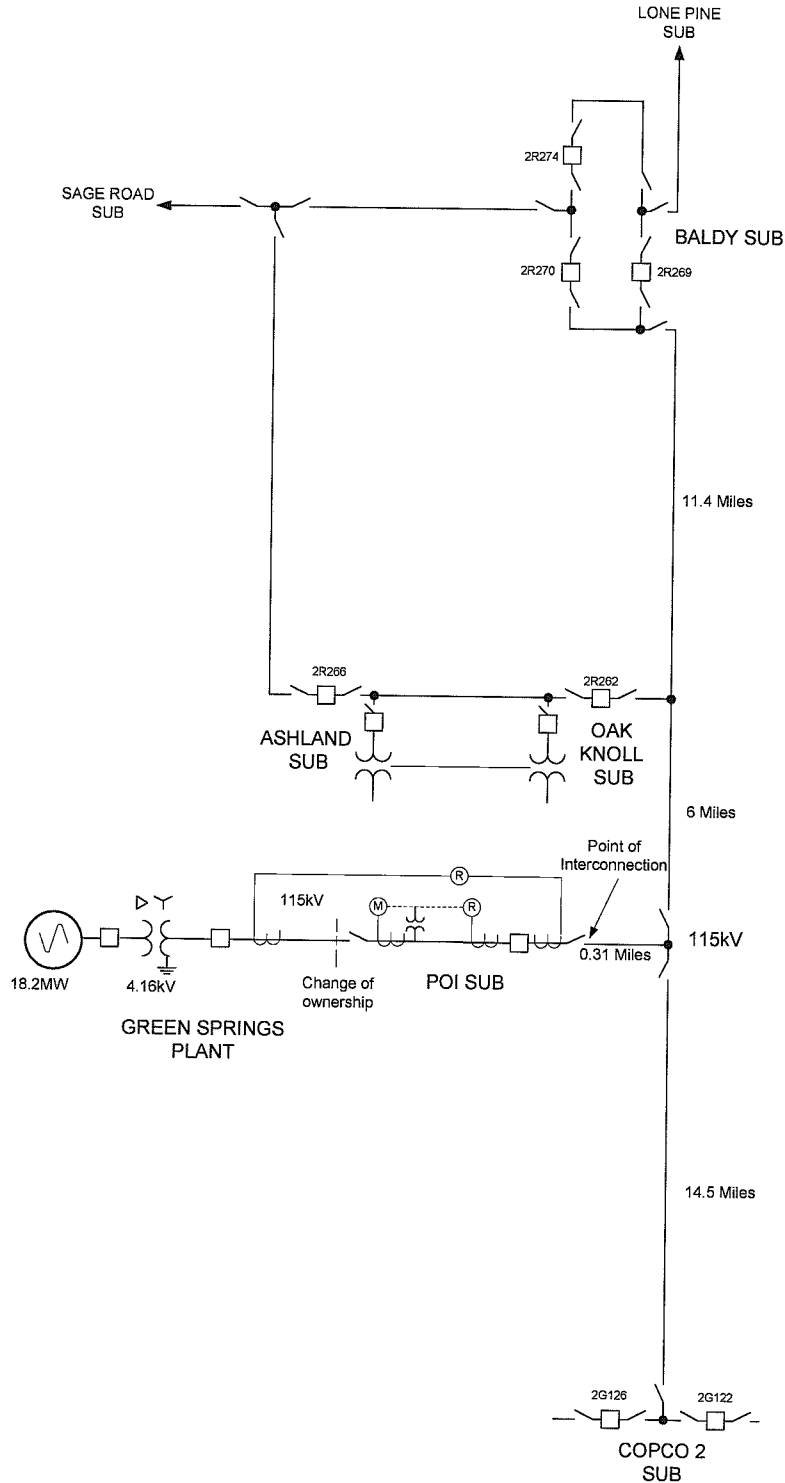 LONE PINE
SUB
2R274
SAGE ROAD
SUB
BALDY SUB
2R270
2R269
11.4 Miles
2R266
2R262
ASHLAND
SUB
OAK
KNOLL
SUB
6 Miles
Point of
Interconnection
R
115kV
M
R
115kV
0.31 Miles
18.2MW
4.16kV
Change of
ownership
POI SUB
GREEN SPRINGS
PLANT
14.5 Miles
2G126
2G122
COPCO 2
SUB